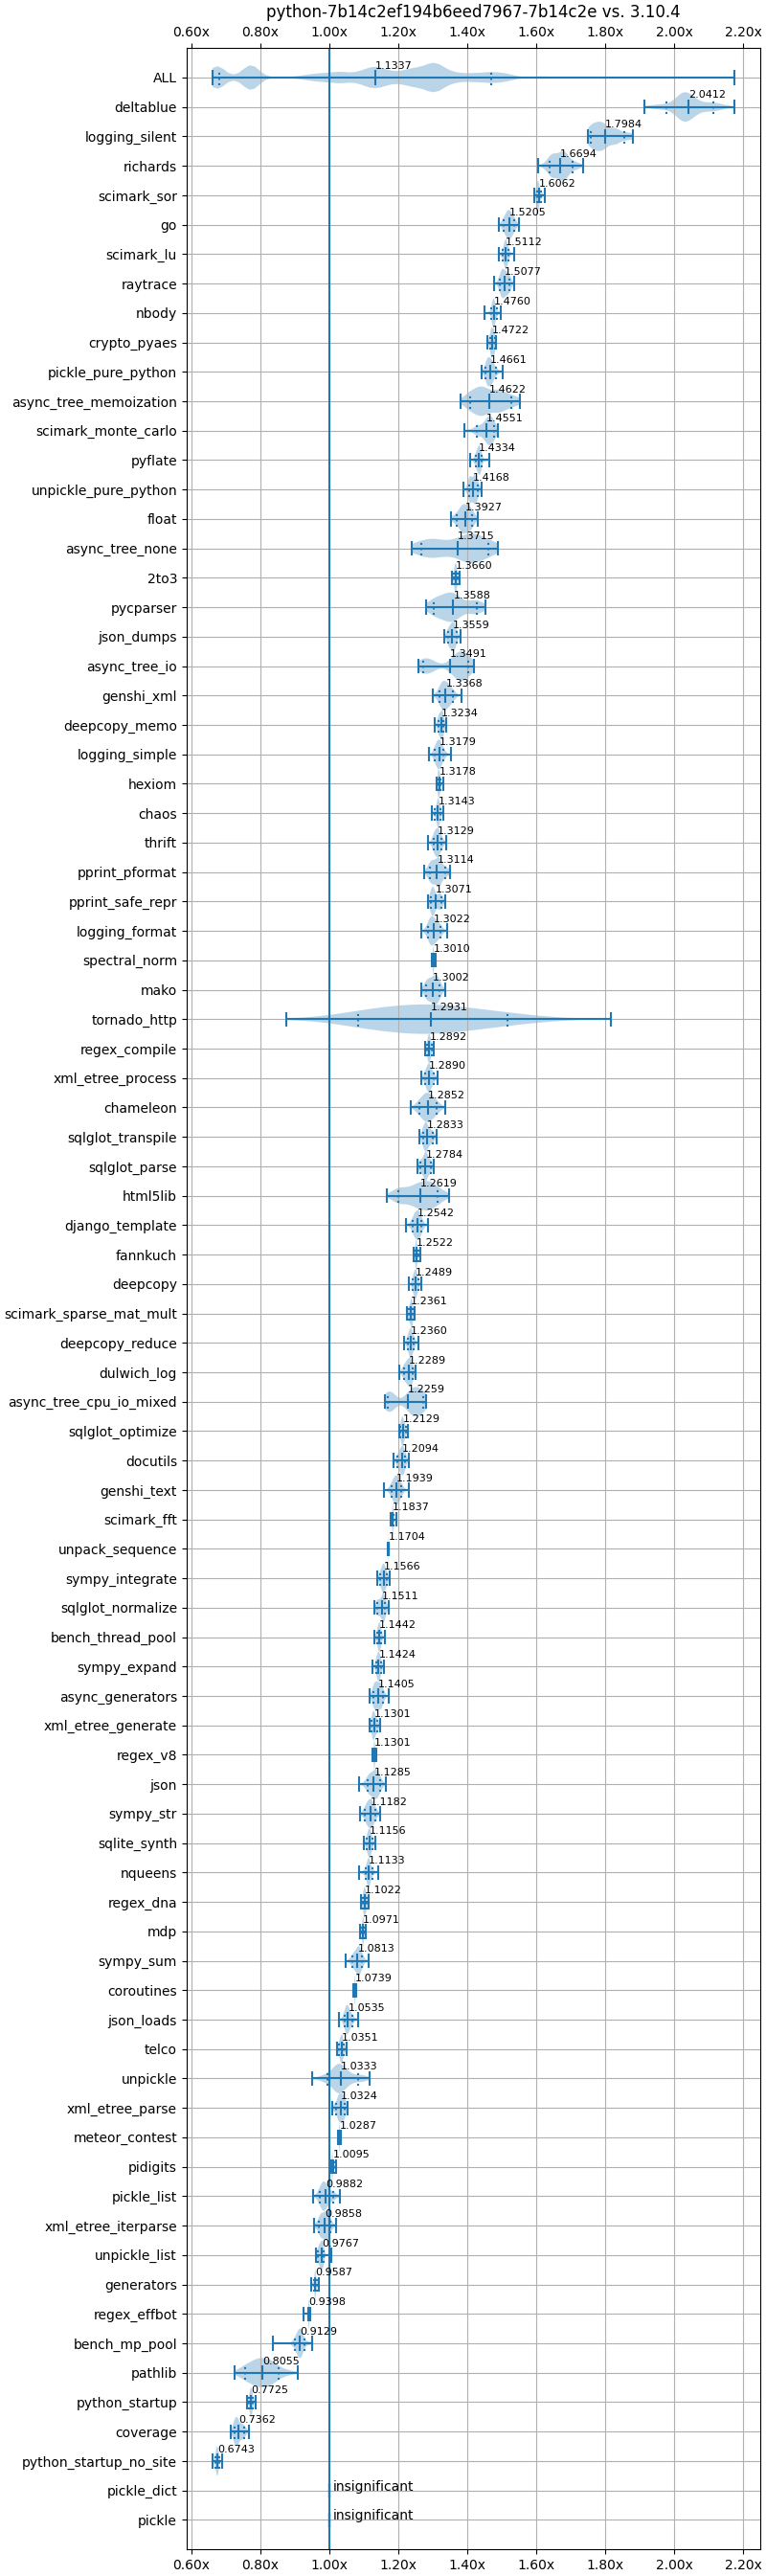 python-7b14c2ef194b6eed7967-7b14c2e vs. 3.10.4
0.60x 0.80x 1.00x 1.20x 1.40x 1.60x 1.80x 2.00x 2.20x
ALL 1.1337
deltablue 2.0412
logging_silent 1.7984
richards 1.6694
scimark_sor 1.6062
go 1.5205
scimark_lu 1.5112
raytrace 1.5077
nbody 1.4760
crypto_pyaes 1.4722
pickle_pure_python 1.4661
async_tree_memoization 1.4622
scimark_monte_carlo 1.4551
pyflate 1.4334
unpickle_pure_python 1.4168
float 1.3927
async_tree_none 1.3715
2to3 1.3660
pycparser 1.3588
json_dumps 1.3559
async_tree_io 1.3491
genshi_xml 1.3368
deepcopy_memo 1.3234
logging_simple 1.3179
hexiom 1.3178
chaos 1.3143
thrift 1.3129
pprint_pformat 1.3114
pprint_safe_repr 1.3071
logging_format 1.3022
spectral_norm 1.3010
mako 1.3002
tornado_http 1.2931
regex_compile 1.2892
xml_etree_process 1.2890
chameleon 1.2852
sqlglot_transpile 1.2833
sqlglot_parse 1.2784
html5lib 1.2619
django_template 1.2542
fannkuch 1.2522
deepcopy 1.2489
scimark_sparse_mat_mult 1.2361
deepcopy_reduce 1.2360
dulwich_log 1.2289
async_tree_cpu_io_mixed 1.2259
sqlglot_optimize 1.2129
docutils 1.2094
genshi_text 1.1939
scimark_fft 1.1837
unpack_sequence 1.1704
sympy_integrate 1.1566
sqlglot_normalize 1.1511
bench_thread_pool 1.1442
sympy_expand 1.1424
async_generators 1.1405
xml_etree_generate 1.1301
regex_v8 1.1301
json 1.1285
sympy_str 1.1182
sqlite_synth 1.1156
nqueens 1.1133
regex_dna 1.1022
mdp 1.0971
sympy_sum 1.0813
coroutines 1.0739
json_loads 1.0535
telco 1.0351
unpickle 1.0333
xml_etree_parse 1.0324
meteor_contest 1.0287
pidigits 1.0095
pickle_list 0.9882
xml_etree_iterparse 0.9858
unpickle_list 0.9767
generators 0.9587
regex_effbot 0.9398
bench_mp_pool 0.9129
pathlib 0.8055
python_startup 0.7725
coverage 0.7362
python_startup_no_site 0.6743
pickle_dict insignificant
pickle insignificant
0.60x 0.80x 1.00x 1.20x 1.40x 1.60x 1.80x 2.00x 2.20x